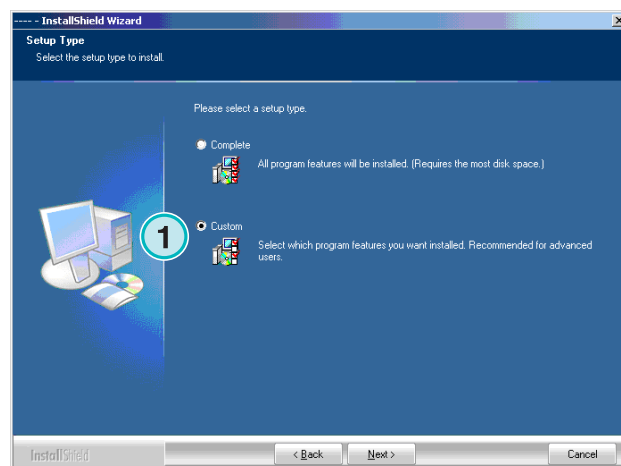 ---- - InstallShield Wizard
Setup Type
Select the setup type to install.
Please select a setup type.
Complete
All program features will be installed. (Requires the most disk space.)
1
Custom
Select which program features you want installed. Recommended for advanced
users.
InstallShield
< Back
Next >
Cancel